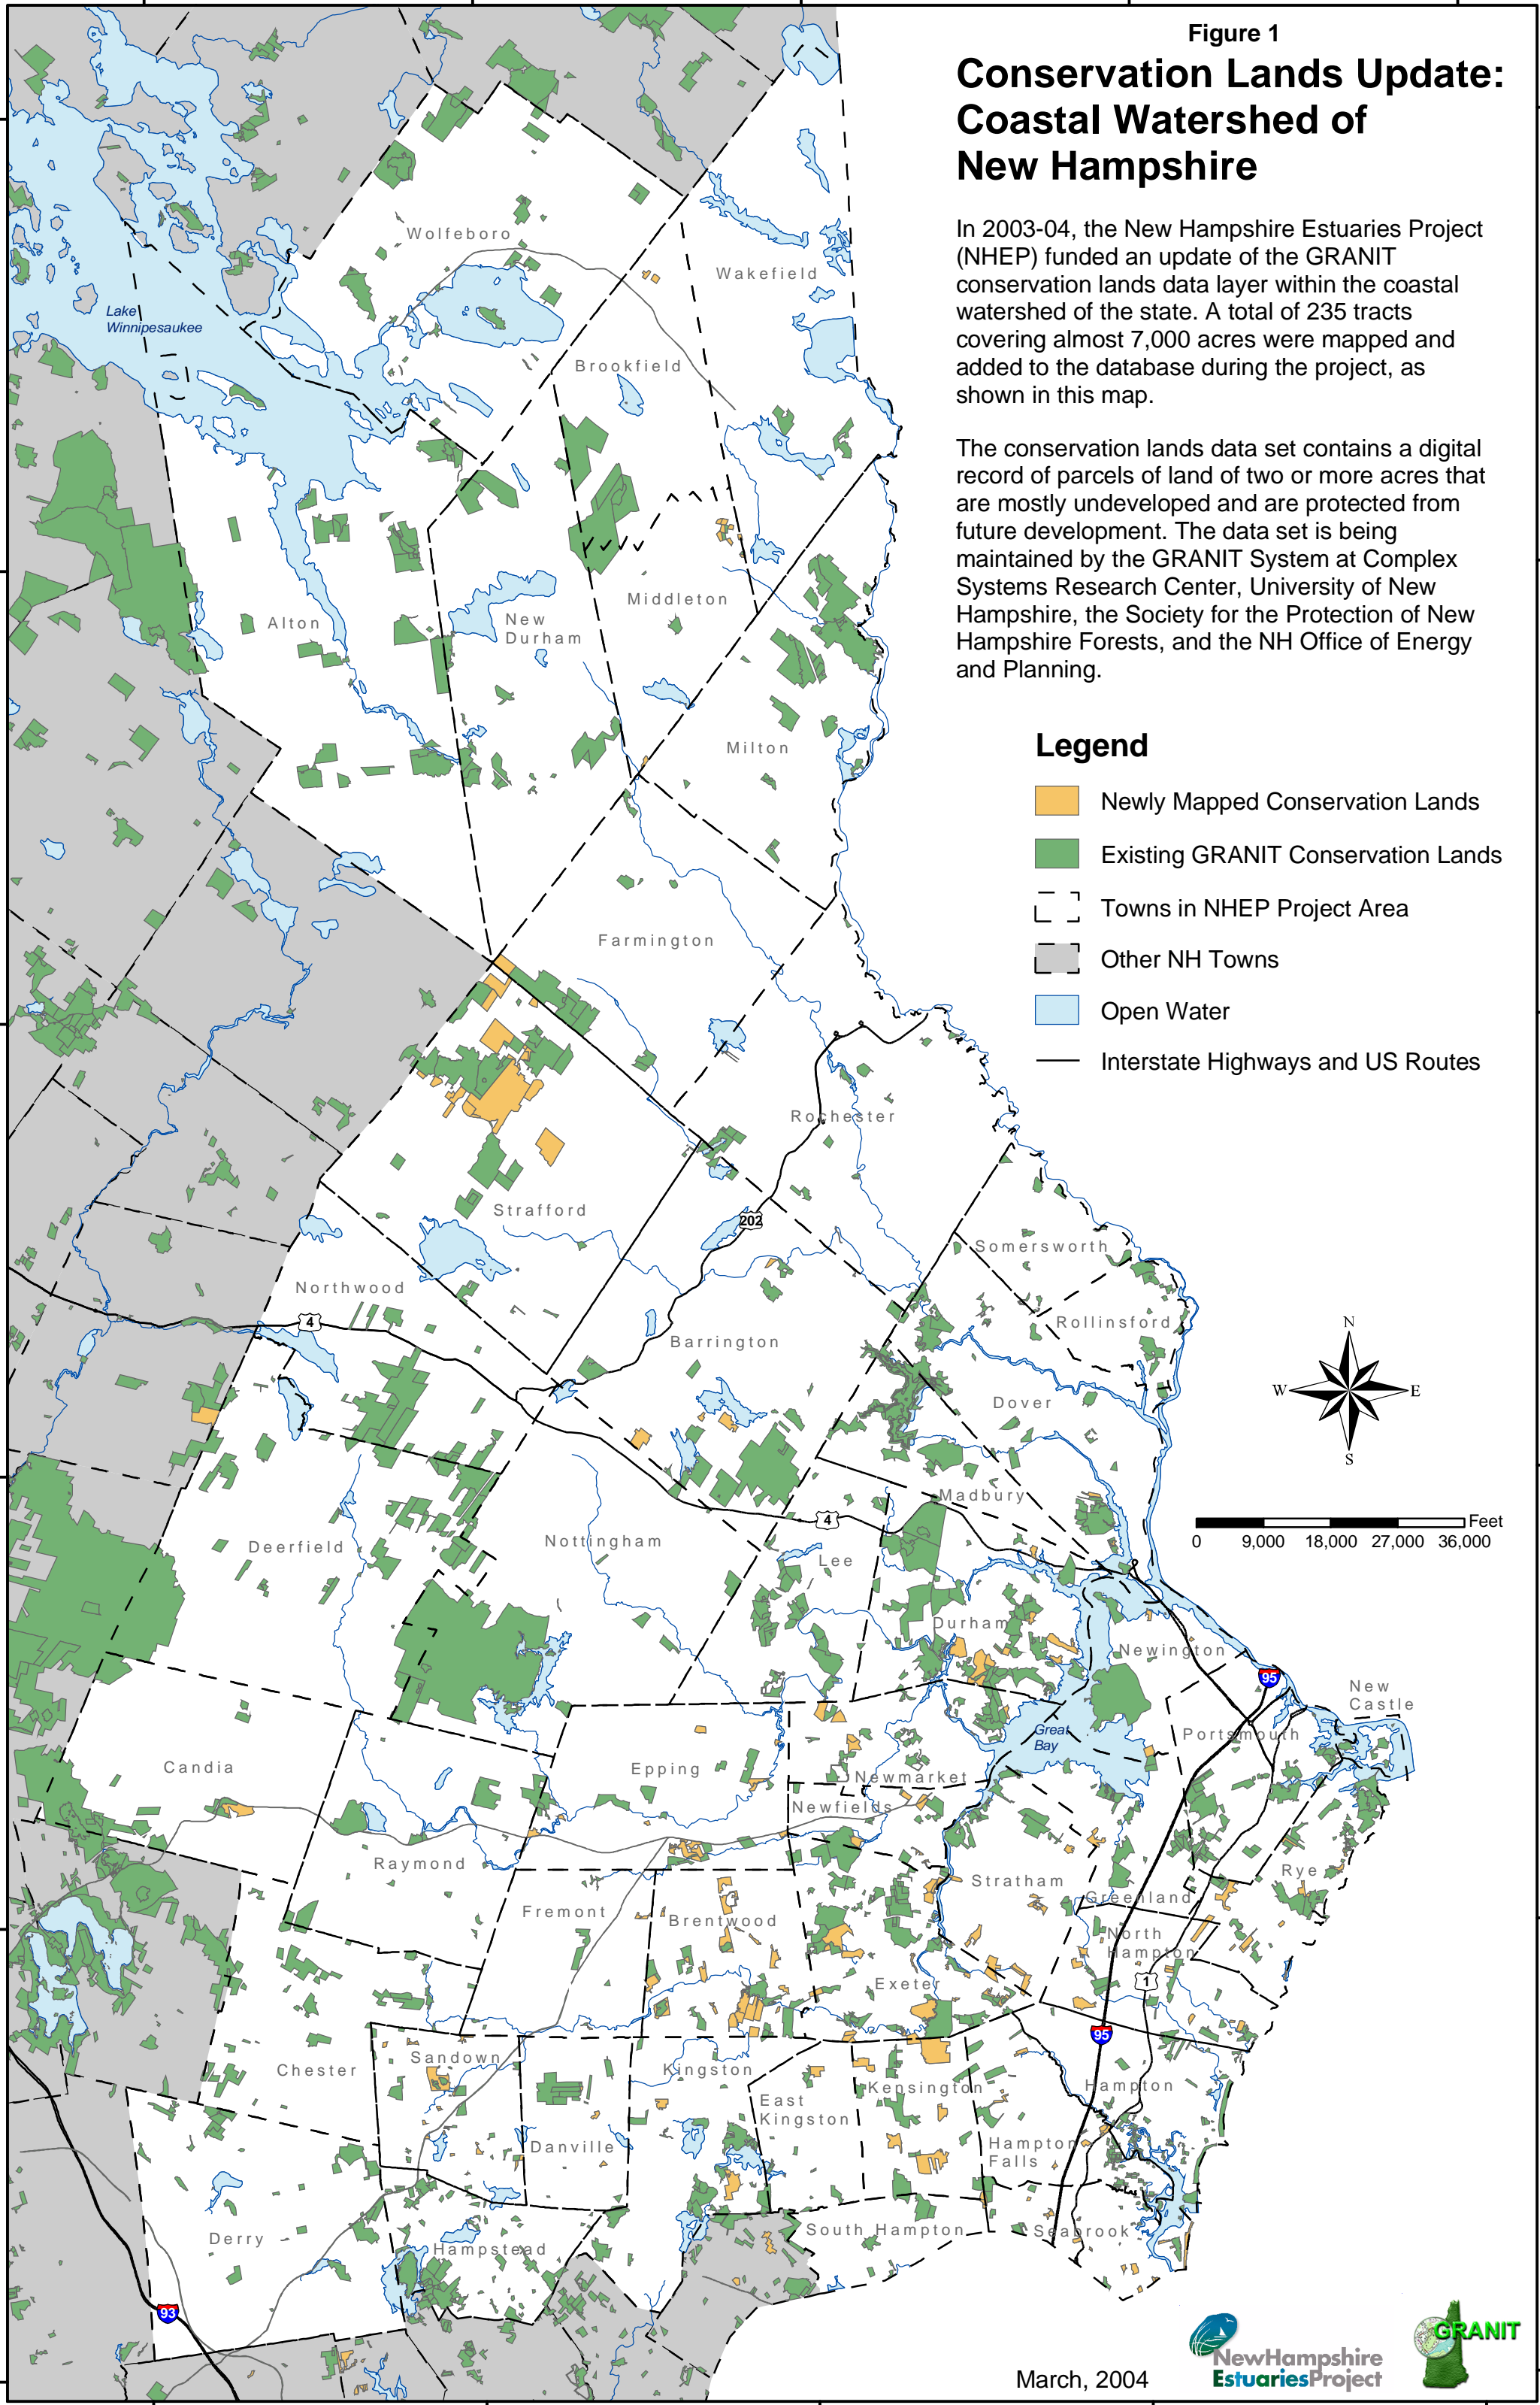 Figure 1
Conservation Lands Update:
Coastal Watershed of
New Hampshire
In 2003-04, the New Hampshire Estuaries Project
(NHEP) funded an update of the GRANIT
conservation lands data layer within the coastal
watershed of the state. A total of 235 tracts
covering almost 7,000 acres were mapped and
added to the database during the project, as
shown in this map.
The conservation lands data set contains a digital
record of parcels of land of two or more acres that
are mostly undeveloped and are protected from
future development. The data set is being
maintained by the GRANIT System at Complex
Systems Research Center, University of New
Hampshire, the Society for the Protection of New
Hampshire Forests, and the NH Office of Energy
and Planning.
Legend
Newly Mapped Conservation Lands
Existing GRANIT Conservation Lands
Towns in NHEP Project Area
Other NH Towns
Open Water
Interstate Highways and US Routes
Wolfeboro
Wakefield
Lake
Winnipesaukee
Brookfield
Middleton
Alton
New
Durham
Milton
Farmington
Rochester
Strafford
202
Somersworth
Northwood
4
Rollinsford
Barrington
Dover
Madbury
4
Deerfield
Nottingham
Lee
Durham
Newington
95
New
Castle
Great
Bay
Portsmouth
Candia
Epping
Newmarket
Newfields
Raymond
Rye
Stratham
Greenland
Fremont
Brentwood
North
Hampton
Exeter
1
95
Sandown
Chester
Kingston
Kensington
Hampton
East
Kingston
Danville
Hampton
Falls
Derry
Hampstead
South Hampton
Seabrook
93
N
W
E
S
Feet
0
9,000
18,000
27,000
36,000
March, 2004
NewHampshire
EstuariesProject
GRANIT